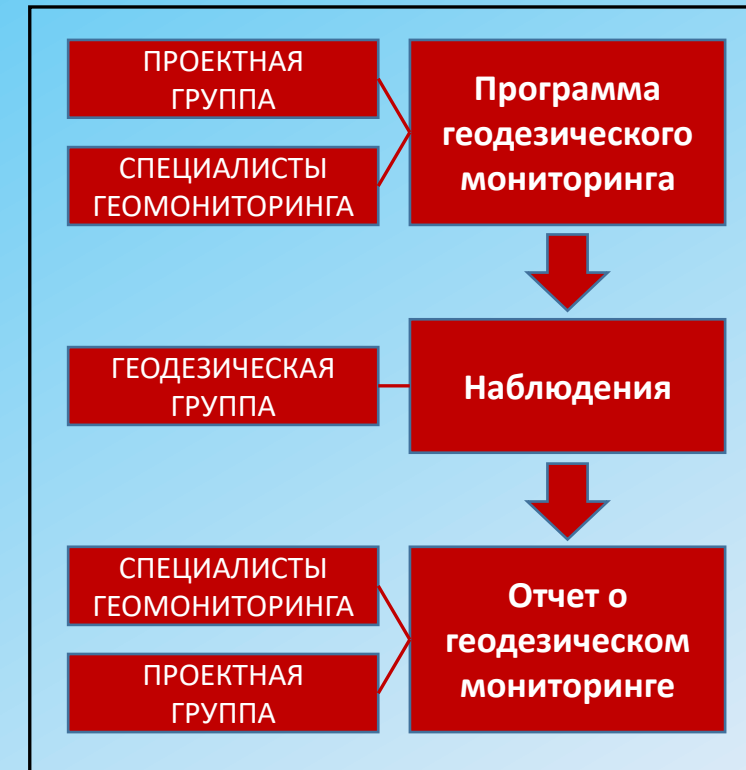 ПРОЕКТНАЯ
ГРУППА
СПЕЦИАЛИСТЫ
ГЕОМОНИТОРИНГА
Программа
геодезического
мониторинга
ГЕОДЕЗИЧЕСКАЯ
ГРУППА
Наблюдения
СПЕЦИАЛИСТЫ
ГЕОМОНИТОРИНГА
ПРОЕКТНАЯ
ГРУППА
Отчет о
геодезическом
мониторинге